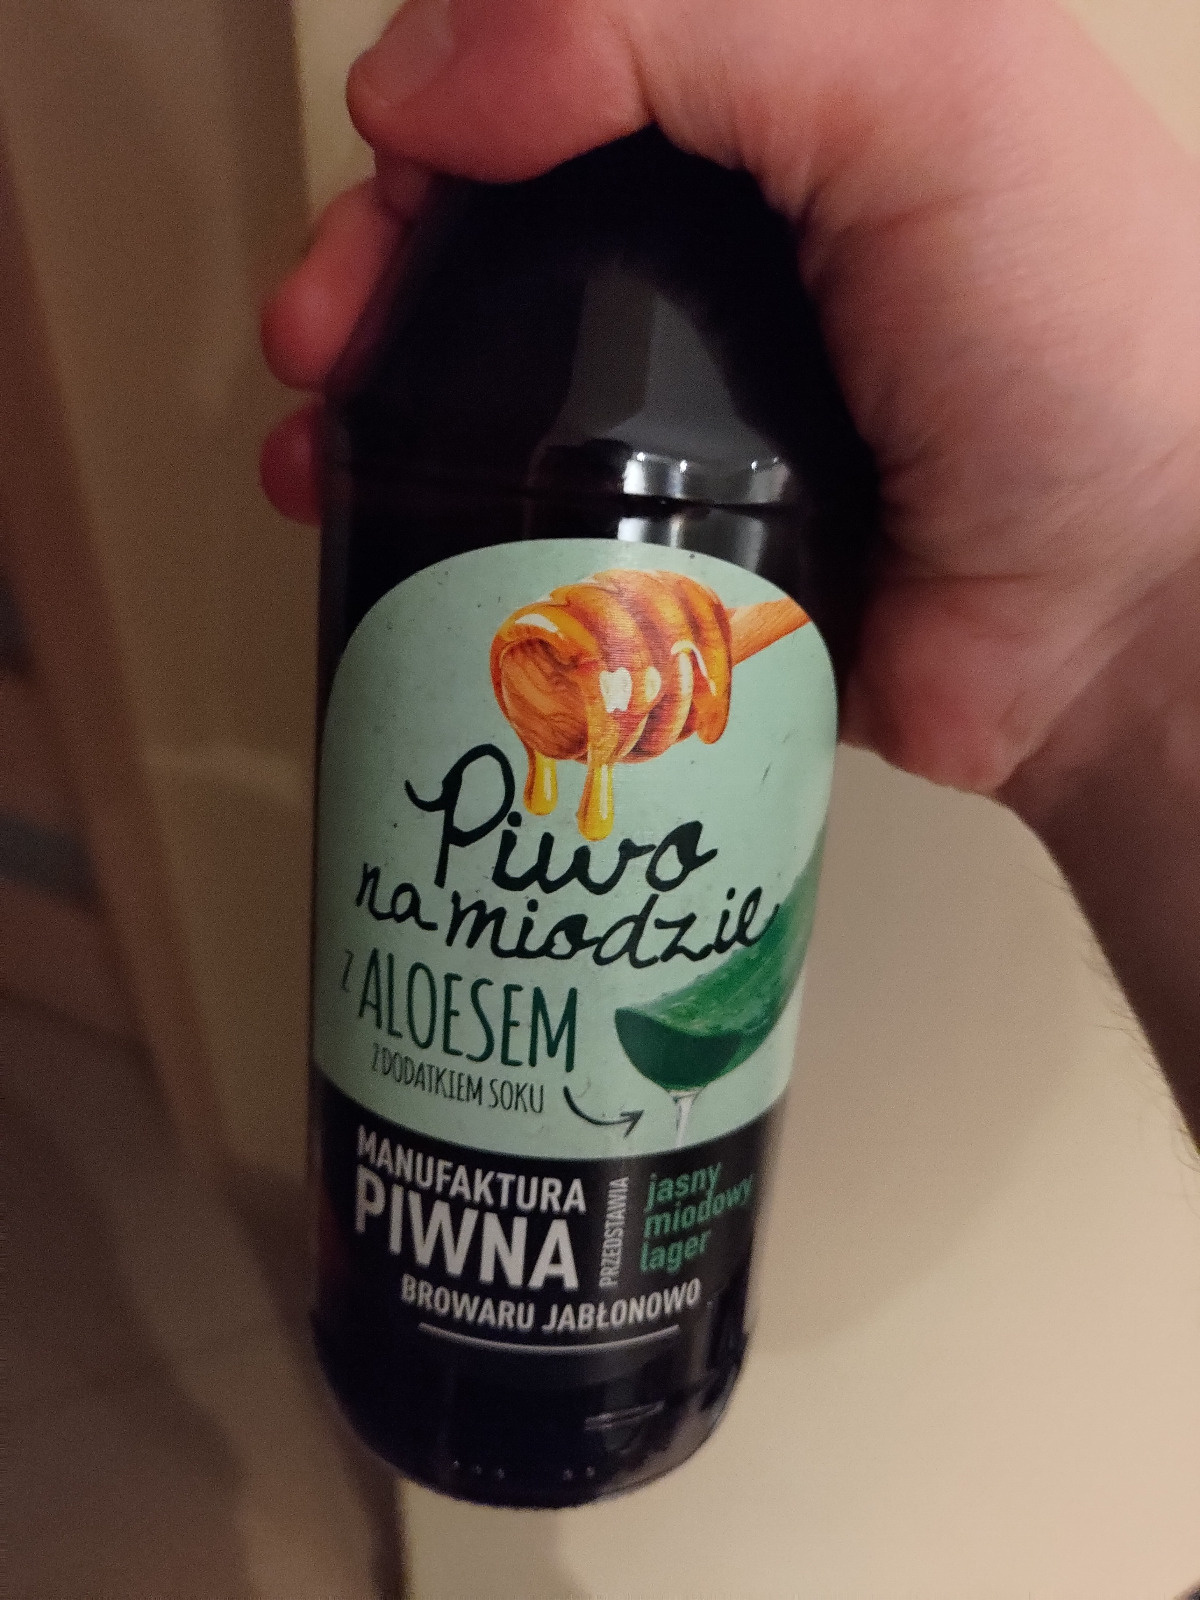 Piwo
na miodzie
z ALOESEM
Z DODATKIEM SOKU
MANUFAKTURA
PIWNA
BROWARU JABŁONOWO
PRZEDSTAWIA
jasny
miodowy
lager